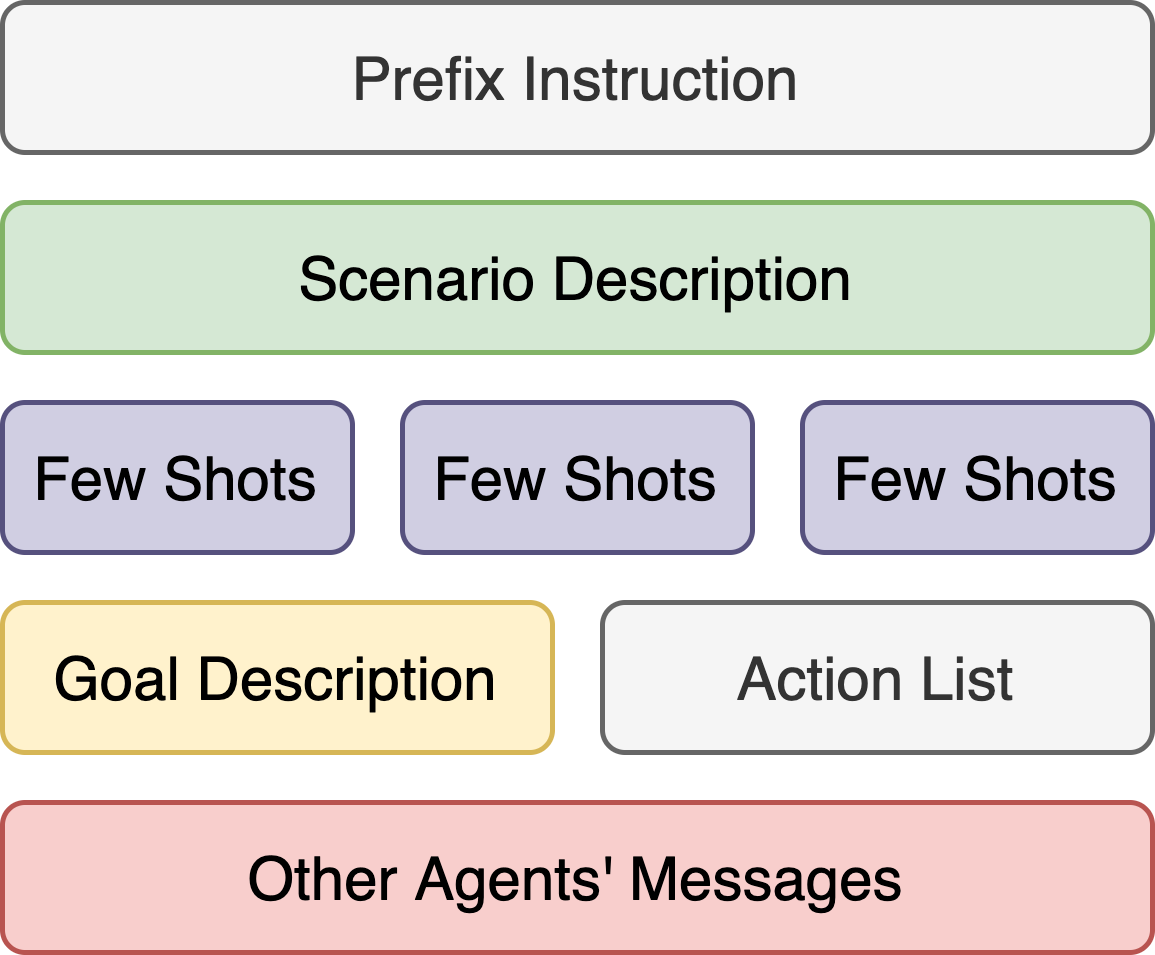 Prefix Instruction
Scenario Description
Few Shots
Few Shots
Few Shots
Goal Description
Action List
Other Agents' Messages